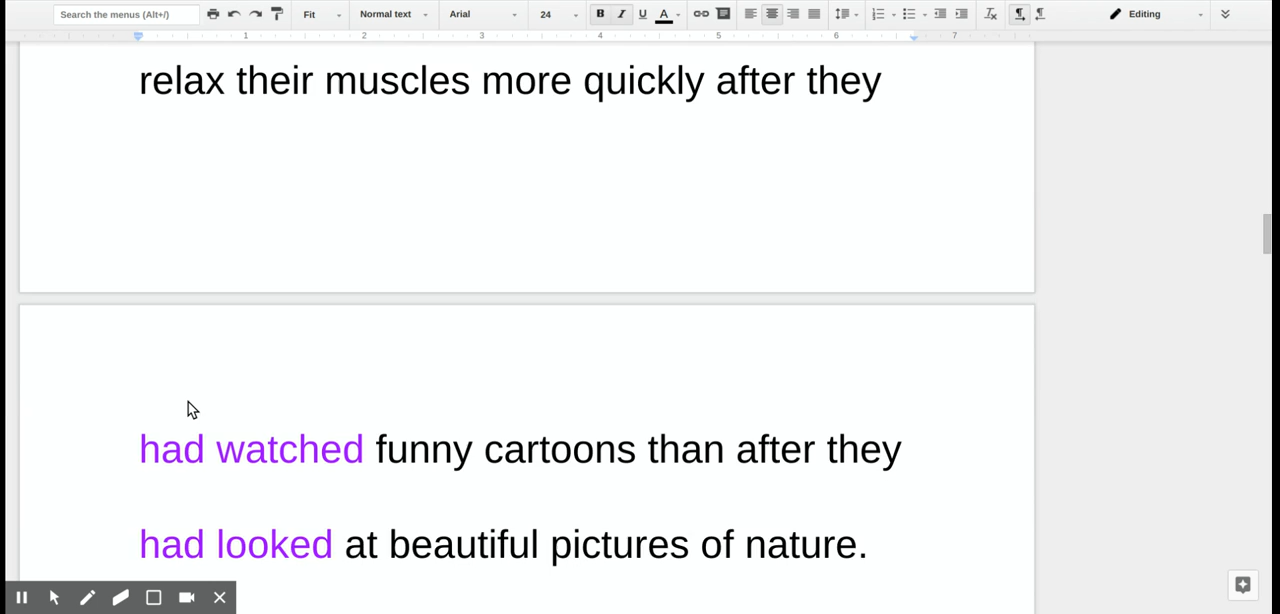 Search the menus (Alt+/) Fit Normal text Arial 24 B I U A Editing
1 2 3 4 5 6 7
relax their muscles more quickly after they
had watched funny cartoons than after they
had looked at beautiful pictures of nature.